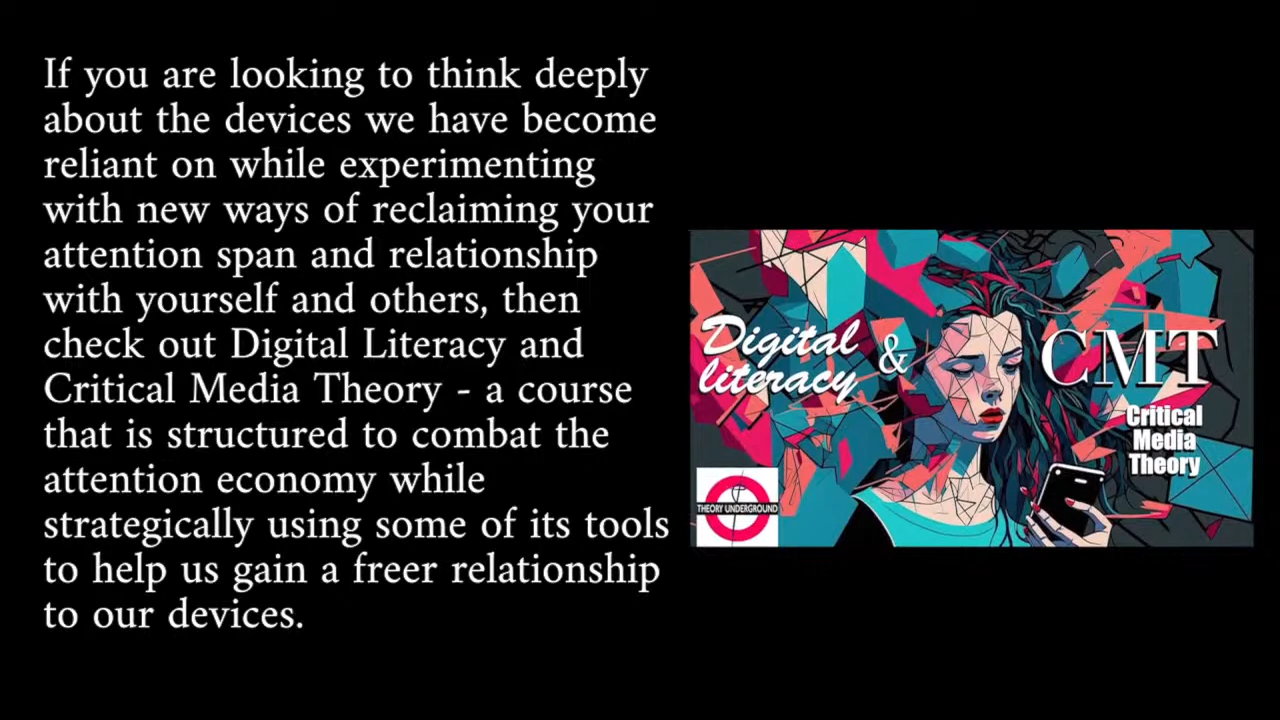 If you are looking to think deeply
about the devices we have become
reliant on while experimenting
with new ways of reclaiming your
attention span and relationship
with yourself and others, then
check out Digital Literacy and
Critical Media Theory - a course
that is structured to combat the
attention economy while
strategically using some of its tools
to help us gain a freer relationship
to our devices.
Digital
literacy
&
CMT
Critical
Media
Theory
THEORY UNDERGROUND